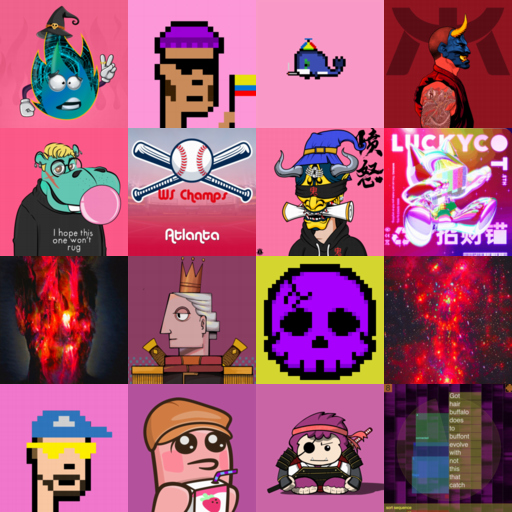 憤
怒
I hope this
one won't
rug
WS Champs
Atlanta
LUCKYCO
T
招财猫
Got
hair
buffalo
does
to
buffont
evolve
with
not
this
that
catch